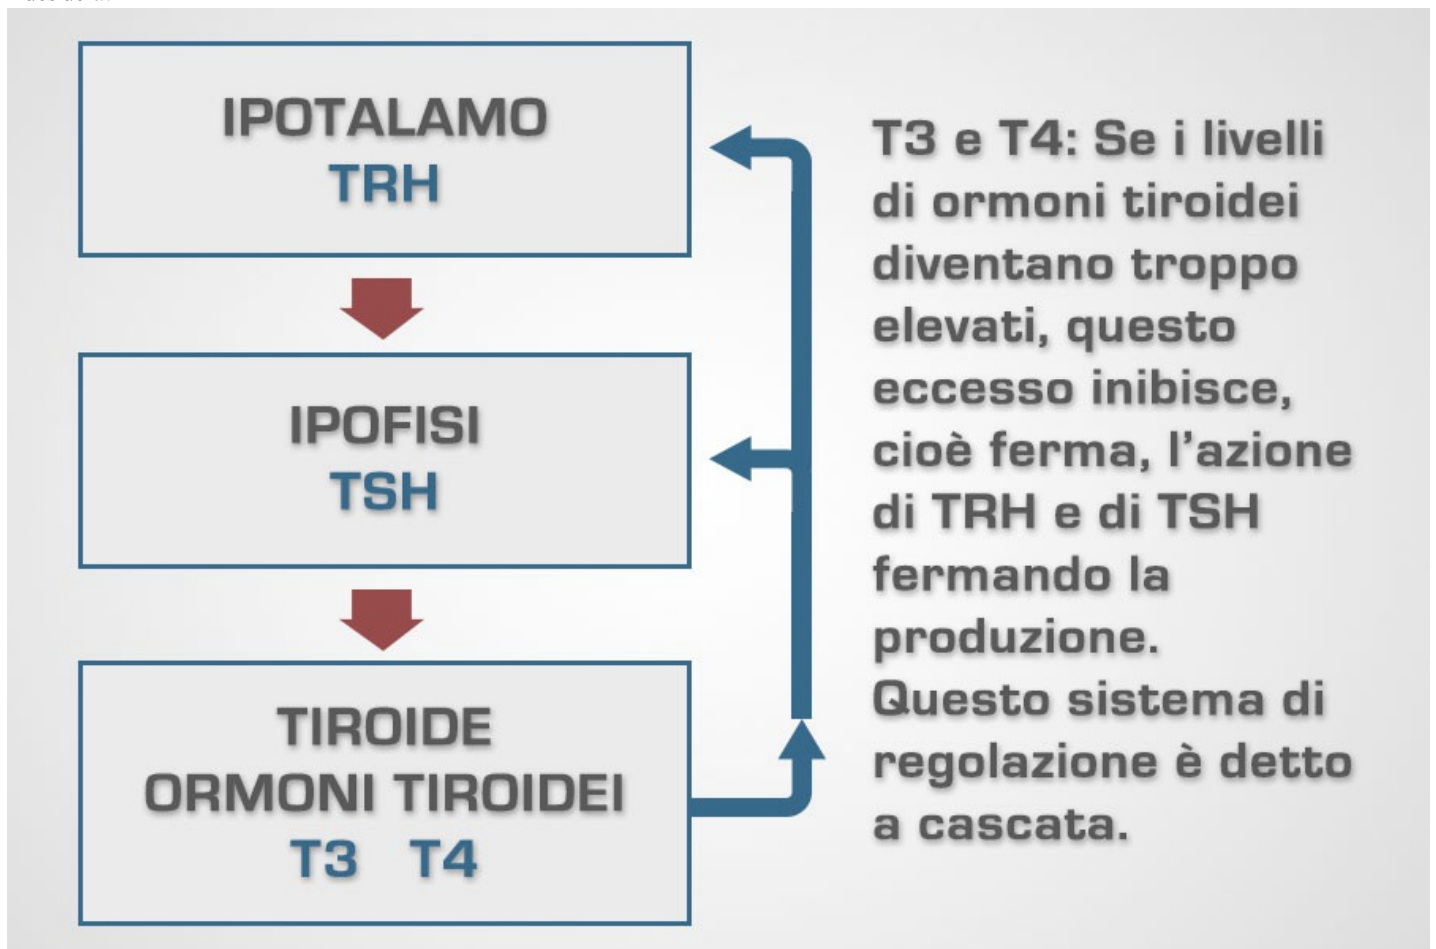 IPOTALAMO
TRH
IPOFISI
TSH
TIROIDE
ORMONI TIROIDEI
T3 T4
T3 e T4: Se i livelli
di ormoni tiroidei
diventano troppo
elevati, questo
eccesso inibisce,
cioè ferma, l'azione
di TRH e di TSH
fermando la
produzione.
Questo sistema di
regolazione è detto
a cascata.